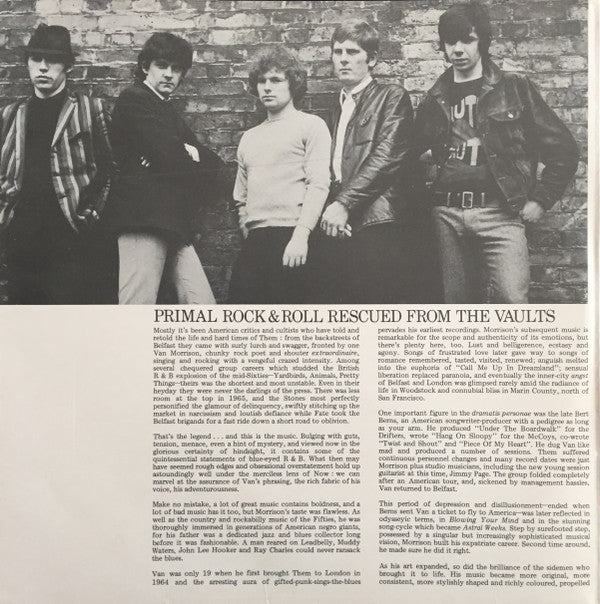 NUT
GUT
PRIMAL ROCK & ROLL RESCUED FROM THE VAULTS
Mostly it's been American critics and cultists who have told and
retold the life and hard times of Them : from the backstreets of
Belfast they came with surly lurch and swagger, fronted by one
Van Morrison, chunky rock poet and shouter extraordinaire,
singing and rocking with a vengeful crazed intensity. Among
several chequered group careers which studded the British
R & B explosion of the mid-Sixties—Yardbirds, Animals, Pretty
Things—theirs was the shortest and most unstable. Even in their
heyday they were never the darlings of the press. There was less
room at the top in 1965, and the Stones most perfectly
personified the glamour of delinquency, swiftly stitching up the
market in narcissism and loutish defiance while Fate took the
Belfast brigands for a fast ride down a short road to oblivion.
That's the legend . . . and this is the music. Bulging with guts,
tension, menace, even a hint of mystery, and viewed now in the
glorious certainty of hindsight, it contains some of the
quintessential statements of blue-eyed R & B. What then may
have seemed rough edges and obsessional overstatement hold up
astoundingly well under the merciless lens of Now : we can
marvel at the assurance of Van's phrasing, the rich fabric of his
voice, his adventurousness.
Make no mistake, a lot of great music contains boldness, and a
lot of bad music has it too, but Morrison's taste was flawless. As
well as the country and rockabilly music of the Fifties, he was
thoroughly immersed in generations of American negro giants,
for his father was a dedicated jazz and blues collector long
before it was fashionable. A man reared on Leadbelly, Muddy
Waters, John Lee Hooker and Ray Charles could never ransack
the blues.
Van was only 19 when he first brought Them to London in
1964 and the arresting aura of gifted-punk-sings-the-blues
pervades his earliest recordings. Morrison's subsequent music is
remarkable for the scope and authenticity of its emotions, but
there's plenty here, too. Lust and belligerence, ecstasy and
agony. Songs of frustrated love later gave way to songs of
romance remembered, tasted, visited, renewed; anguish melted
into the euphoria of "Call Me Up In Dreamland"; sensual
liberation replaced paranoia, and eventually the inner-city anger of
Belfast and London was glimpsed rarely amid the radiance of
life in Woodstock and connubial bliss in Marin County, north of
San Francisco.
One important figure in the dramatis personae was the late Bert
Berns, an American songwriter-producer with a pedigree as long
as your arm. He produced "Under The Boardwalk" for the
Drifters, wrote "Hang On Sloopy" for the McCoys, co-wrote
"Twist and Shout" and "Piece Of My Heart". He dug Van like
mad and produced a number of sessions. Them suffered
continuous personnel changes and many record dates were just
Morrison plus studio musicians, including the new young session
guitarist at this time, Jimmy Page. The group folded completely
after an American tour, and, sickened by management hassles,
Van returned to Belfast.
This period of depression and disillusionment—ended when
Berns sent Van a ticket to fly to America—was later reflected in
odysseyic terms, in Blowing Your Mind and in the stunning
song-cycle which became Astral Weeks. Step by surefooted step,
possessed by a singular but increasingly sophisticated musical
vision, Morrison built his expatriate career. Second time around,
he made sure he did it right.
As his art expanded, so did the brilliance of the sidemen who
brought it to life. His music became more original, more
consistent, more stylishly shaped and richly coloured, propelled